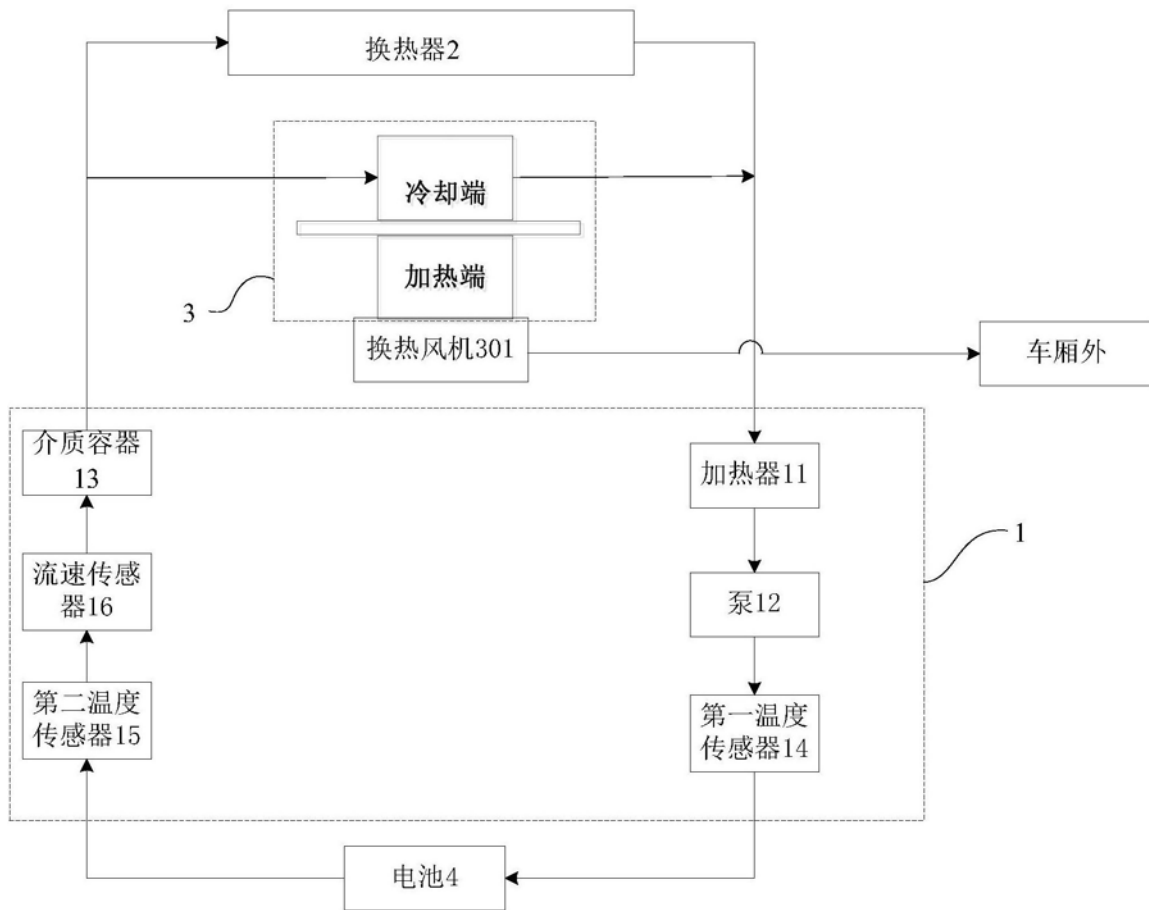 换热器2
冷却端
加热端
3
换热风机301
车厢外
介质容器
13
加热器11
1
流速传感
器16
泵12
第二温度
传感器15
第一温度
传感器14
电池4